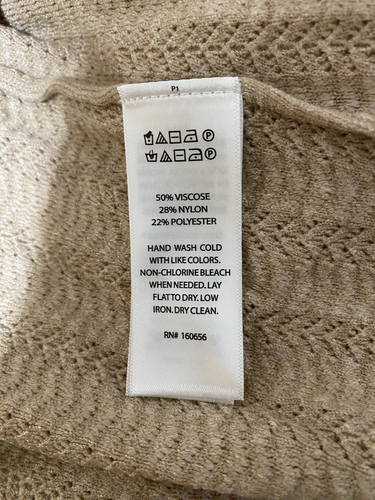 P1
P
P
50% VISCOSE
28% NYLON
22% POLYESTER
HAND WASH COLD
WITH LIKE COLORS.
NON-CHLORINE BLEACH
WHEN NEEDED. LAY
FLAT TO DRY. LOW
IRON. DRY CLEAN.
RN# 160656